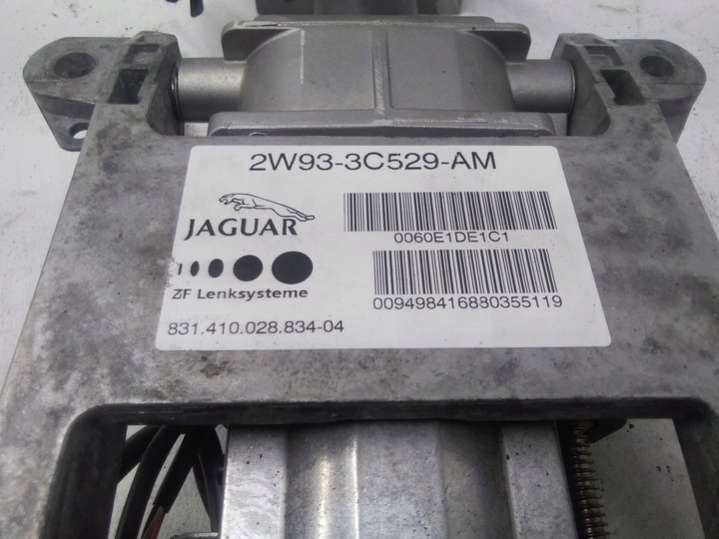 2W93-3C529-AM
JAGUAR
0060E1DE1C1
ZF Lenksysteme
009498416880355119
831.410.028.834-04